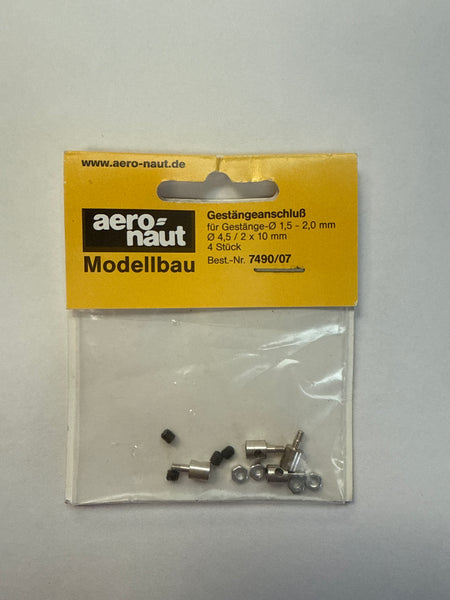 www.aero-naut.de
aero-
naut
Modellbau
Gestängeanschluß
für Gestänge-Ø 1,5 - 2,0 mm
Ø 4,5 / 2 x 10 mm
4 Stück
Best.-Nr. 7490/07